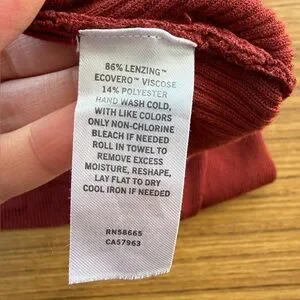 86% LENZING™
ECOVERO™ VISCOSE
14% POLYESTER
HAND WASH COLD,
WITH LIKE COLORS
ONLY NON-CHLORINE
BLEACH IF NEEDED
ROLL IN TOWEL TO
REMOVE EXCESS
MOISTURE, RESHAPE,
LAY FLAT TO DRY
COOL IRON IF NEEDED
RN58665
CA57963